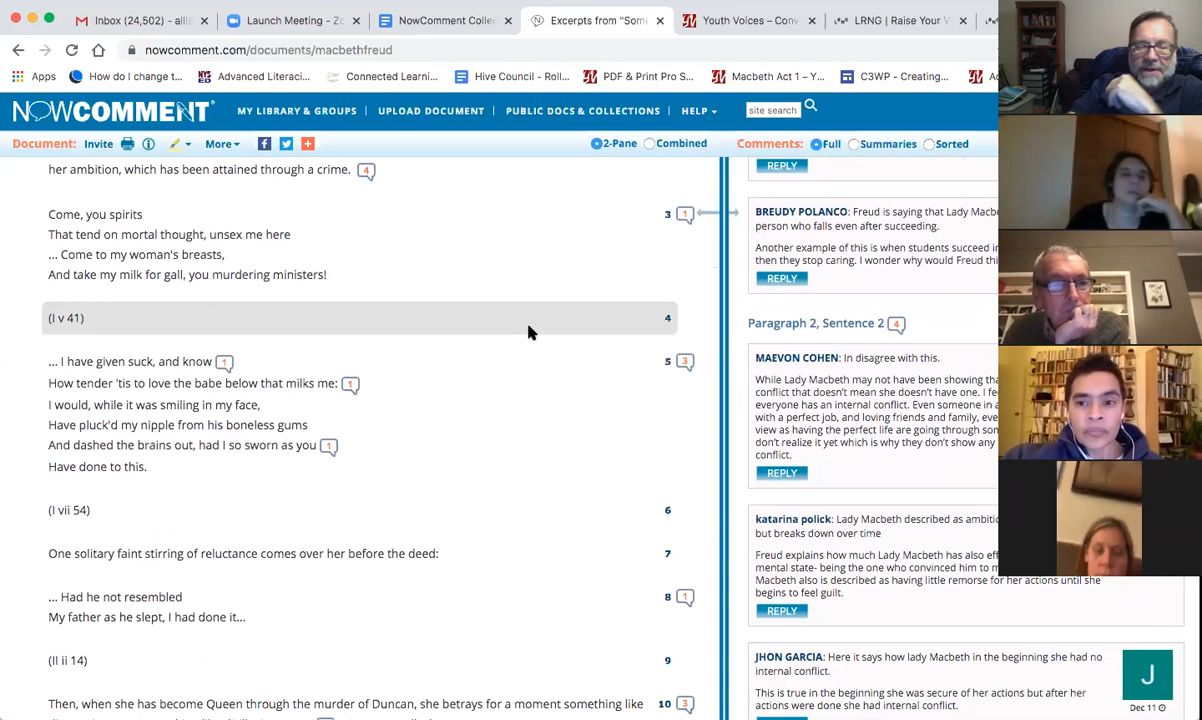 Inbox (24,502) - allie
Launch Meeting - Zo
NowComment Collec
Excerpts from "Som
Youth Voices – Conv
LRNG | Raise Your V
nowcomment.com/documents/macbethfreud
Apps
How do I change t...
Advanced Literaci...
Connected Learni...
Hive Council - Roll...
PDF & Print Pro S...
Macbeth Act 1 – Y...
C3WP - Creating...
NOWCOMMENT
MY LIBRARY & GROUPS | UPLOAD DOCUMENT | PUBLIC DOCS & COLLECTIONS | HELP
site search
Document: Invite
More
2-Pane Combined
Comments: Full Summaries Sorted
her ambition, which has been attained through a crime. 4
Come, you spirits 3 1
That tend on mortal thought, unsex me here
... Come to my woman's breasts,
And take my milk for gall, you murdering ministers!
(I v 41) 4
... I have given suck, and know 1 5 3
How tender 'tis to love the babe below that milks me: 1
I would, while it was smiling in my face,
Have pluck'd my nipple from his boneless gums
And dashed the brains out, had I so sworn as you 1
Have done to this.
(I vii 54) 6
One solitary faint stirring of reluctance comes over her before the deed: 7
... Had he not resembled 8 1
My father as he slept, I had done it...
(II ii 14) 9
Then, when she has become Queen through the murder of Duncan, she betrays for a moment something like 10 3
REPLY
BREUDY POLANCO: Freud is saying that Lady Macbe
person who falls even after succeeding.
Another example of this is when students succeed in
then they stop caring. I wonder why would Freud thi
REPLY
Paragraph 2, Sentence 2 4
MAEVON COHEN: In disagree with this.
While Lady Macbeth may not have been showing tha
conflict that doesn't mean she doesn't have one. I fe
everyone has an internal conflict. Even someone in a
with a perfect job, and loving friends and family, eve
view as having the perfect life are going through som
don't realize it yet which is why they don't show any
conflict.
REPLY
katarina polick: Lady Macbeth described as ambitio
but breaks down over time
Freud explains how much Lady Macbeth has also eff
mental state- being the one who convinced him to m
Macbeth also is described as having little remorse for her actions until she
begins to feel guilt.
REPLY
JHON GARCIA: Here it says how lady Macbeth in the beginning she had no
internal conflict.
This is true in the beginning she was secure of her actions but after her
actions were done she had internal conflict.
J
Dec 11